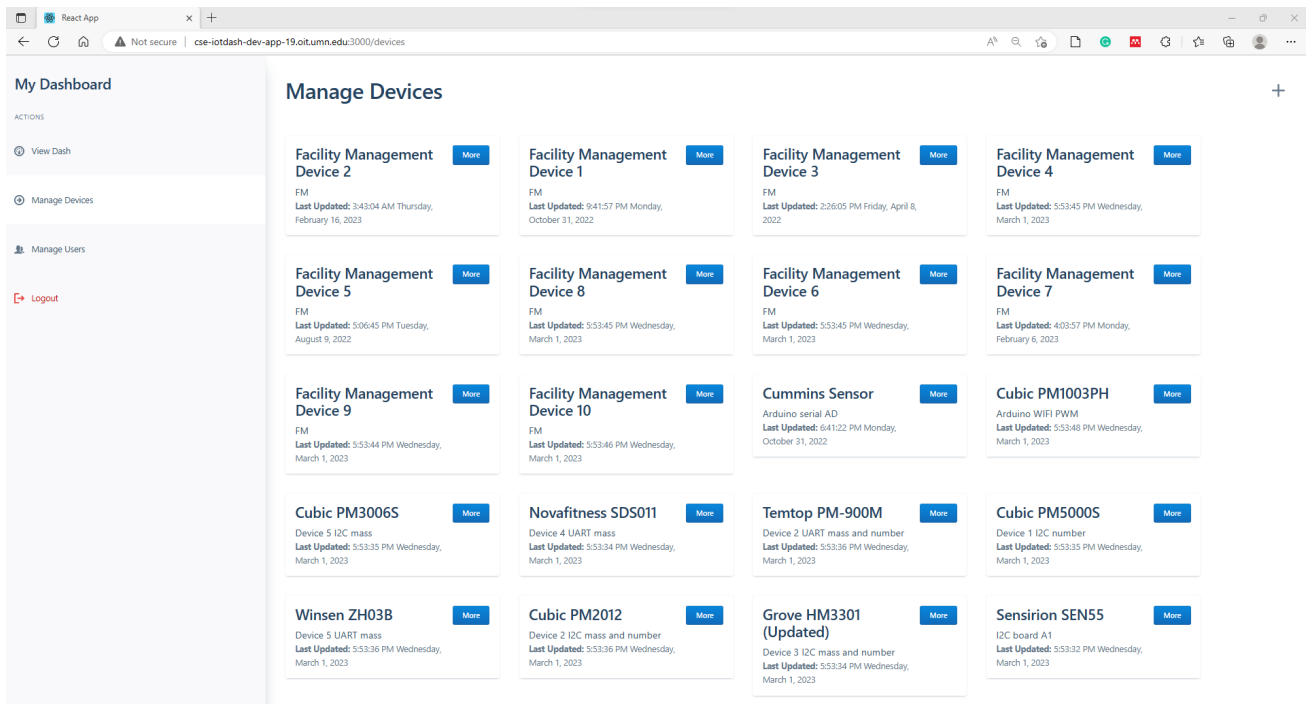 React App
Not secure
cse-iotdash-dev-app-19.oit.umn.edu:3000/devices
My Dashboard
ACTIONS
View Dash
Manage Devices
Manage Users
Logout
Manage Devices
Facility Management
Device 2
More
FM
Last Updated: 3:43:04 AM Thursday,
February 16, 2023
Facility Management
Device 1
More
FM
Last Updated: 9:41:57 PM Monday,
October 31, 2022
Facility Management
Device 3
More
FM
Last Updated: 2:26:05 PM Friday, April 8,
2022
Facility Management
Device 4
More
FM
Last Updated: 5:53:45 PM Wednesday,
March 1, 2023
Facility Management
Device 5
More
FM
Last Updated: 5:06:45 PM Tuesday,
August 9, 2022
Facility Management
Device 8
More
FM
Last Updated: 5:53:45 PM Wednesday,
March 1, 2023
Facility Management
Device 6
More
FM
Last Updated: 5:53:45 PM Wednesday,
March 1, 2023
Facility Management
Device 7
More
FM
Last Updated: 4:03:57 PM Monday,
February 6, 2023
Facility Management
Device 9
More
FM
Last Updated: 5:53:44 PM Wednesday,
March 1, 2023
Facility Management
Device 10
More
FM
Last Updated: 5:53:46 PM Wednesday,
March 1, 2023
Cummins Sensor
More
Arduino serial AD
Last Updated: 6:41:22 PM Monday,
October 31, 2022
Cubic PM1003PH
More
Arduino WIFI PWM
Last Updated: 5:53:48 PM Wednesday,
March 1, 2023
Cubic PM3006S
More
Device 5 I2C mass
Last Updated: 5:53:35 PM Wednesday,
March 1, 2023
Novafitness SDS011
More
Device 4 UART mass
Last Updated: 5:53:34 PM Wednesday,
March 1, 2023
Temtop PM-900M
More
Device 2 UART mass and number
Last Updated: 5:53:36 PM Wednesday,
March 1, 2023
Cubic PM5000S
More
Device 1 I2C number
Last Updated: 5:53:35 PM Wednesday,
March 1, 2023
Winsen ZH03B
More
Device 5 UART mass
Last Updated: 5:53:36 PM Wednesday,
March 1, 2023
Cubic PM2012
More
Device 2 I2C mass and number
Last Updated: 5:53:36 PM Wednesday,
March 1, 2023
Grove HM3301
(Updated)
More
Device 3 I2C mass and number
Last Updated: 5:53:34 PM Wednesday,
March 1, 2023
Sensirion SEN55
More
I2C board A1
Last Updated: 5:53:32 PM Wednesday,
March 1, 2023